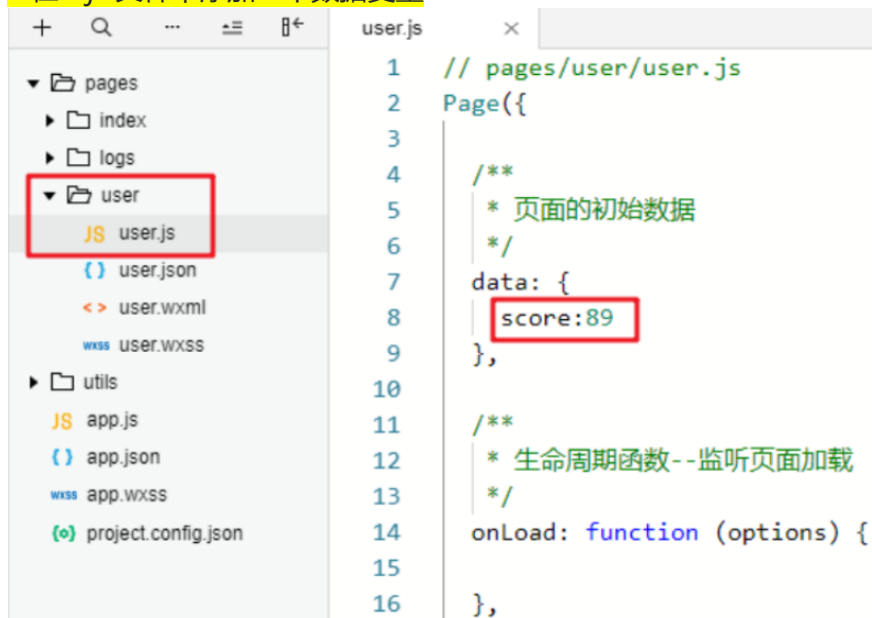 user.js
pages
index
logs
user
user.js
user.json
user.wxml
user.wxss
utils
app.js
app.json
app.wxss
project.config.json
1 // pages/user/user.js
2 Page({
3
4 /**
5 * 页面的初始数据
6 */
7 data: {
8 score:89
9 },
10
11 /**
12 * 生命周期函数--监听页面加载
13 */
14 onLoad: function (options) {
15
16 },